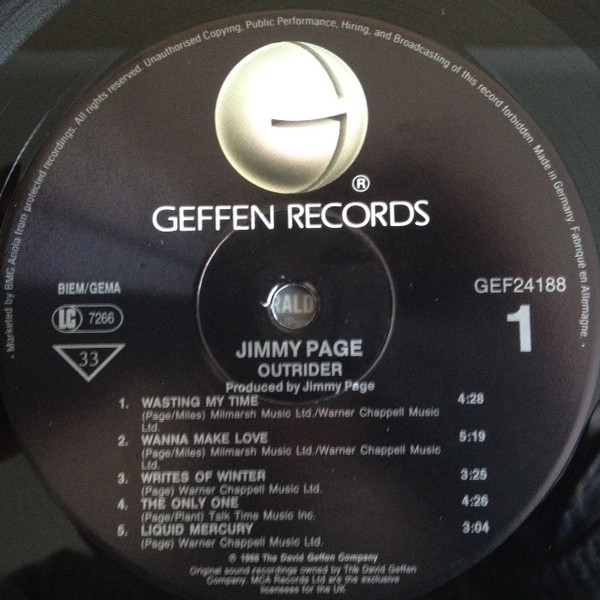 • Marketed by BMG Ariola from protected recordings. All rights reserved. Unauthorised Copying, Public Performance, Hiring, and Broadcasting of this record forbidden. Made in Germany. Fabriqué en Allemagne. •
®
GEFFEN RECORDS
BIEM/GEMA
GEF24188
LC 7266
1
33
JIMMY PAGE
OUTRIDER
Produced by Jimmy Page
1. WASTING MY TIME 4:28
(Page/Miles) Milmarsh Music Ltd./Warner Chappell Music
Ltd.
2. WANNA MAKE LOVE 5:19
(Page/Miles) Milmarsh Music Ltd./Warner Chappell Music
Ltd.
3. WRITES OF WINTER 3:25
(Page) Warner Chappell Music Ltd.
4. THE ONLY ONE 4:26
(Page/Plant) Talk Time Music Inc.
5. LIQUID MERCURY 3:04
(Page) Warner Chappell Music Ltd.
℗ 1988 The David Geffen Company
Original sound recordings owned by The David Geffen
Company. MCA Records Ltd are the exclusive
licensees for the UK